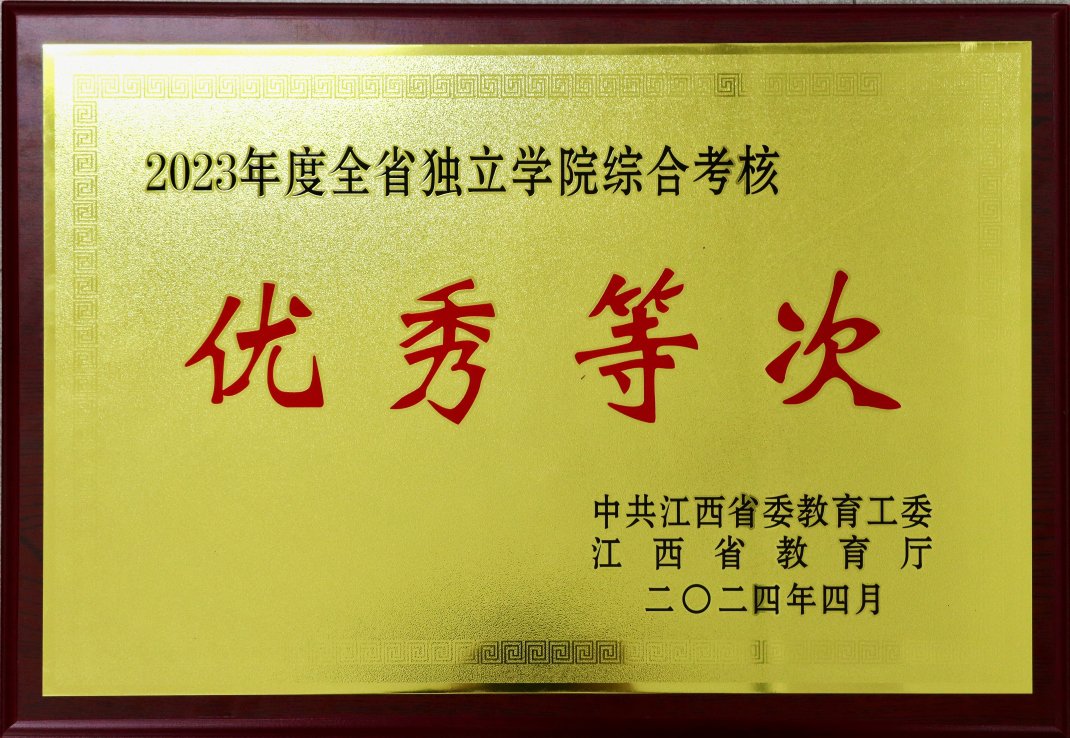 2023年度全省独立学院综合考核
优秀等次
中共江西省委教育工委
江西省教育厅
二〇二四年四月